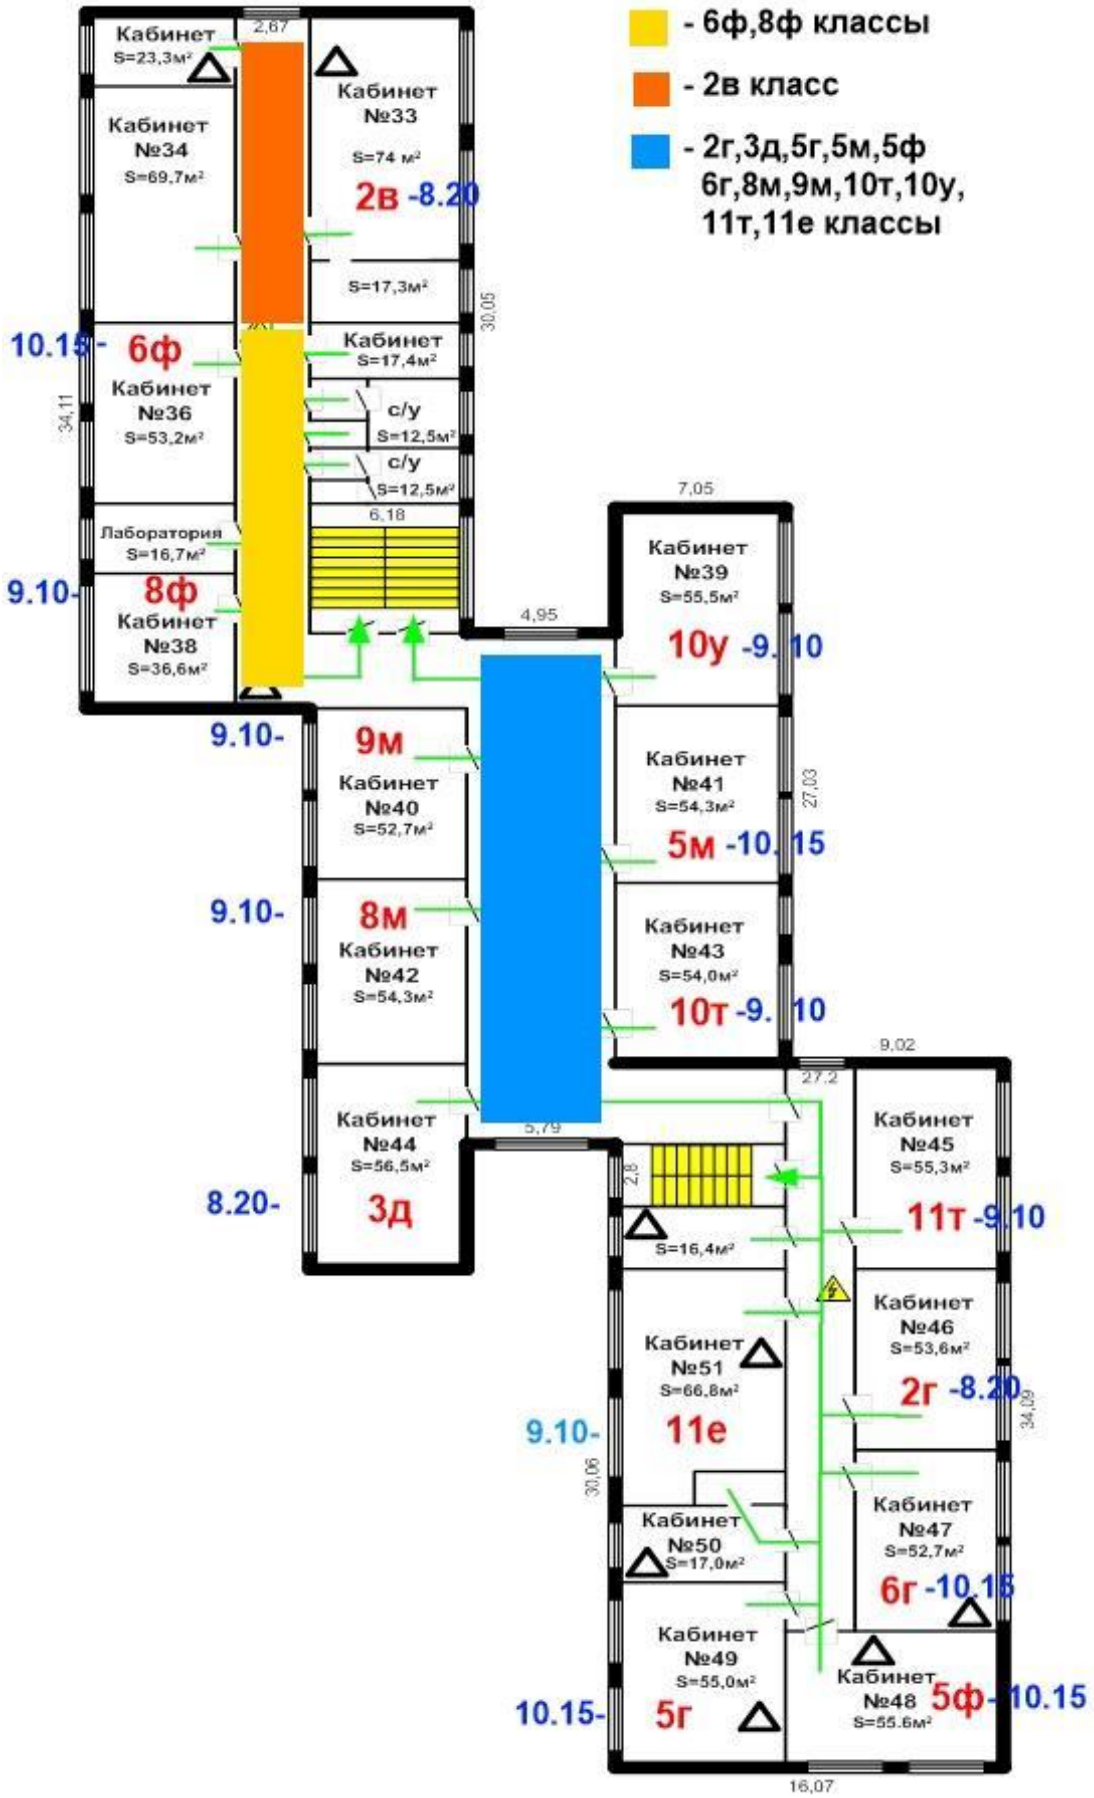 - 6ф,8ф классы
- 2в класс
- 2г,3д,5г,5м,5ф
6г,8м,9м,10т,10у,
11т,11е классы
2,67
Кабинет
S=23,3м²
Кабинет
№34
S=69,7м²
Кабинет
№33
S=74 м²
2в -8.20
S=17,3м²
30,05
10.15-
6ф
Кабинет
№36
S=53,2м²
34,11
Кабинет
S=17,4м²
с/у
S=12,5м²
с/у
S=12,5м²
6,18
Лаборатория
S=16,7м²
9.10-
8ф
Кабинет
№38
S=36,6м²
4,95
7,05
Кабинет
№39
S=55,5м²
10у -9.10
9.10-
9м
Кабинет
№40
S=52,7м²
Кабинет
№41
S=54,3м²
5м -10.15
27,03
9.10-
8м
Кабинет
№42
S=54,3м²
Кабинет
№43
S=54,0м²
10т -9.10
Кабинет
№44
S=56,5м²
8.20-
3д
5,79
9,02
27.2
2,8
Кабинет
№45
S=55,3м²
11т -9.10
S=16,4м²
Кабинет
№46
S=53,6м²
2г -8.20
34,09
Кабинет
№51
S=66,8м²
9.10-
11е
30,06
Кабинет
№47
S=52,7м²
6г -10.15
Кабинет
№50
S=17,0м²
Кабинет
№49
S=55,0м²
10.15-
5г
Кабинет
№48
S=55.6м²
5ф-10.15
16,07